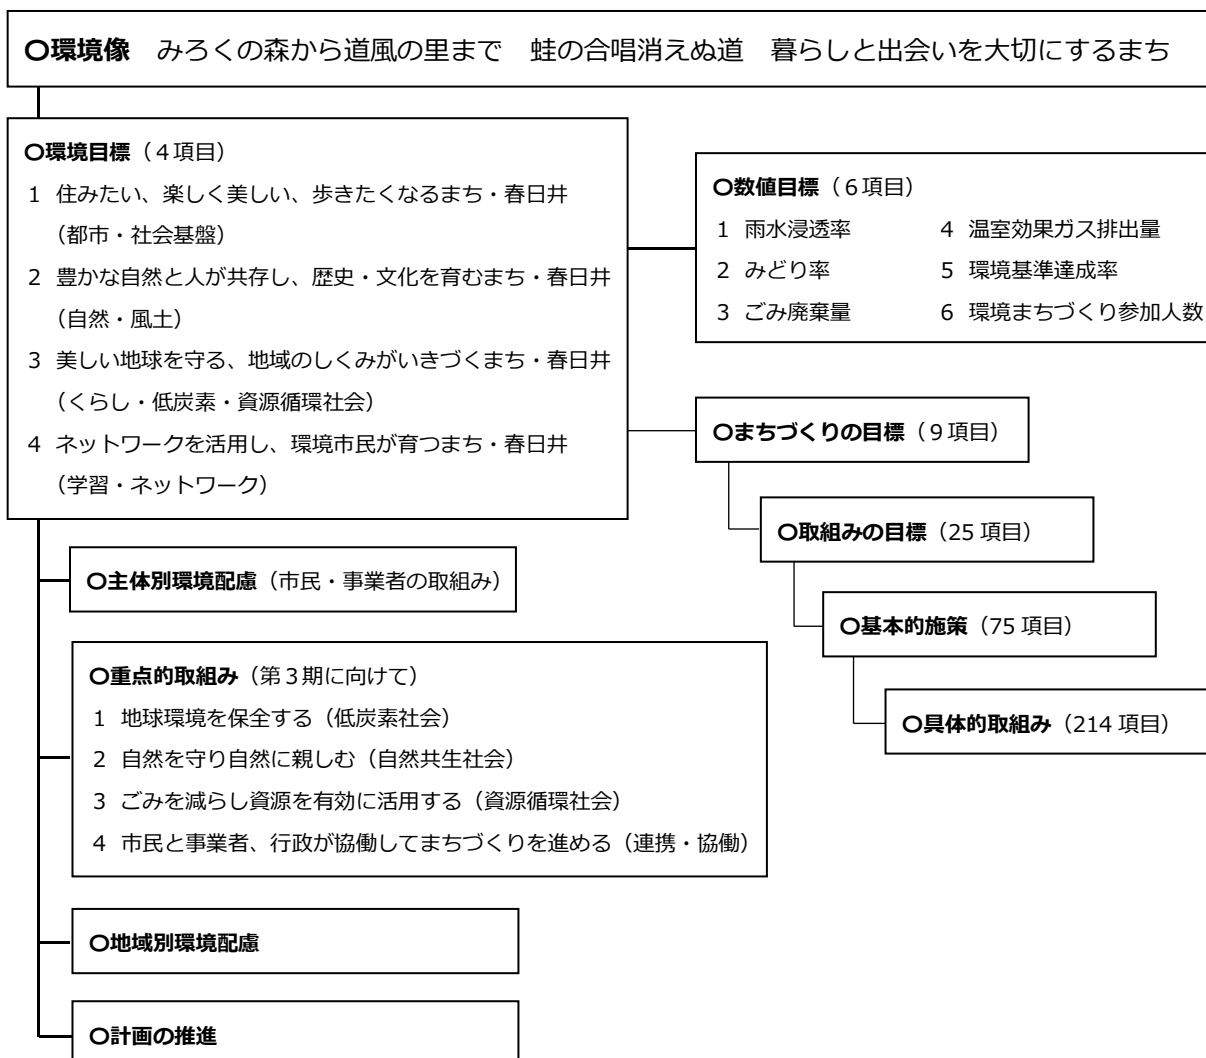 〇環境像 みろくの森から道風の里まで 蛙の合唱消えぬ道 暮らしと出会いを大切にするまち
〇環境目標(4項目)
1 住みたい、楽しく美しい、歩きたくなるまち・春日井
(都市・社会基盤)
2 豊かな自然と人が共存し、歴史・文化を育むまち・春日井
(自然・風土)
3 美しい地球を守る、地域のしくみがいきづくまち・春日井
(くらし・低炭素・資源循環社会)
4 ネットワークを活用し、環境市民が育つまち・春日井
(学習・ネットワーク)
〇数値目標(6項目)
1 雨水浸透率 4 温室効果ガス排出量
2 みどり率 5 環境基準達成率
3 ごみ廃棄量 6 環境まちづくり参加人数
〇まちづくりの目標(9項目)
〇取組みの目標(25 項目)
〇基本的施策(75 項目)
〇具体的取組み(214 項目)
〇主体別環境配慮(市民・事業者の取組み)
〇重点的取組み(第3期に向けて)
1 地球環境を保全する(低炭素社会)
2 自然を守り自然に親しむ(自然共生社会)
3 ごみを減らし資源を有効に活用する(資源循環社会)
4 市民と事業者、行政が協働してまちづくりを進める(連携・協働)
〇地域別環境配慮
〇計画の推進